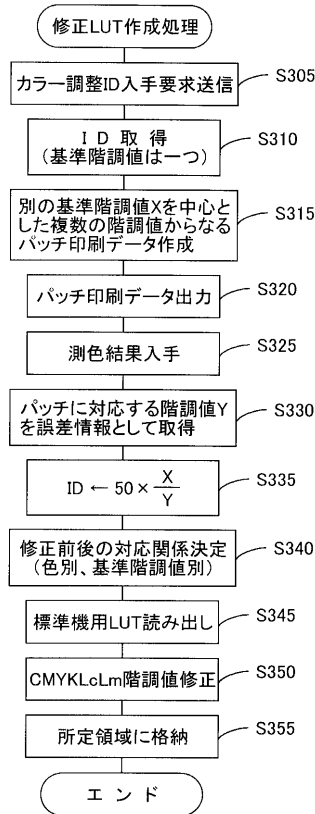 修正LUT作成処理
カラー調整ID入手要求送信
S305
ID取得
(基準階調値は一つ)
S310
別の基準階調値Xを中心と
した複数の階調値からなる
パッチ印刷データ作成
S315
パッチ印刷データ出力
S320
測色結果入手
S325
パッチに対応する階調値Y
を誤差情報として取得
S330
ID ← 50 × X/Y
S335
修正前後の対応関係決定
(色別、基準階調値別)
S340
標準機用LUT読み出し
S345
CMYKLcLm階調値修正
S350
所定領域に格納
S355
エンド